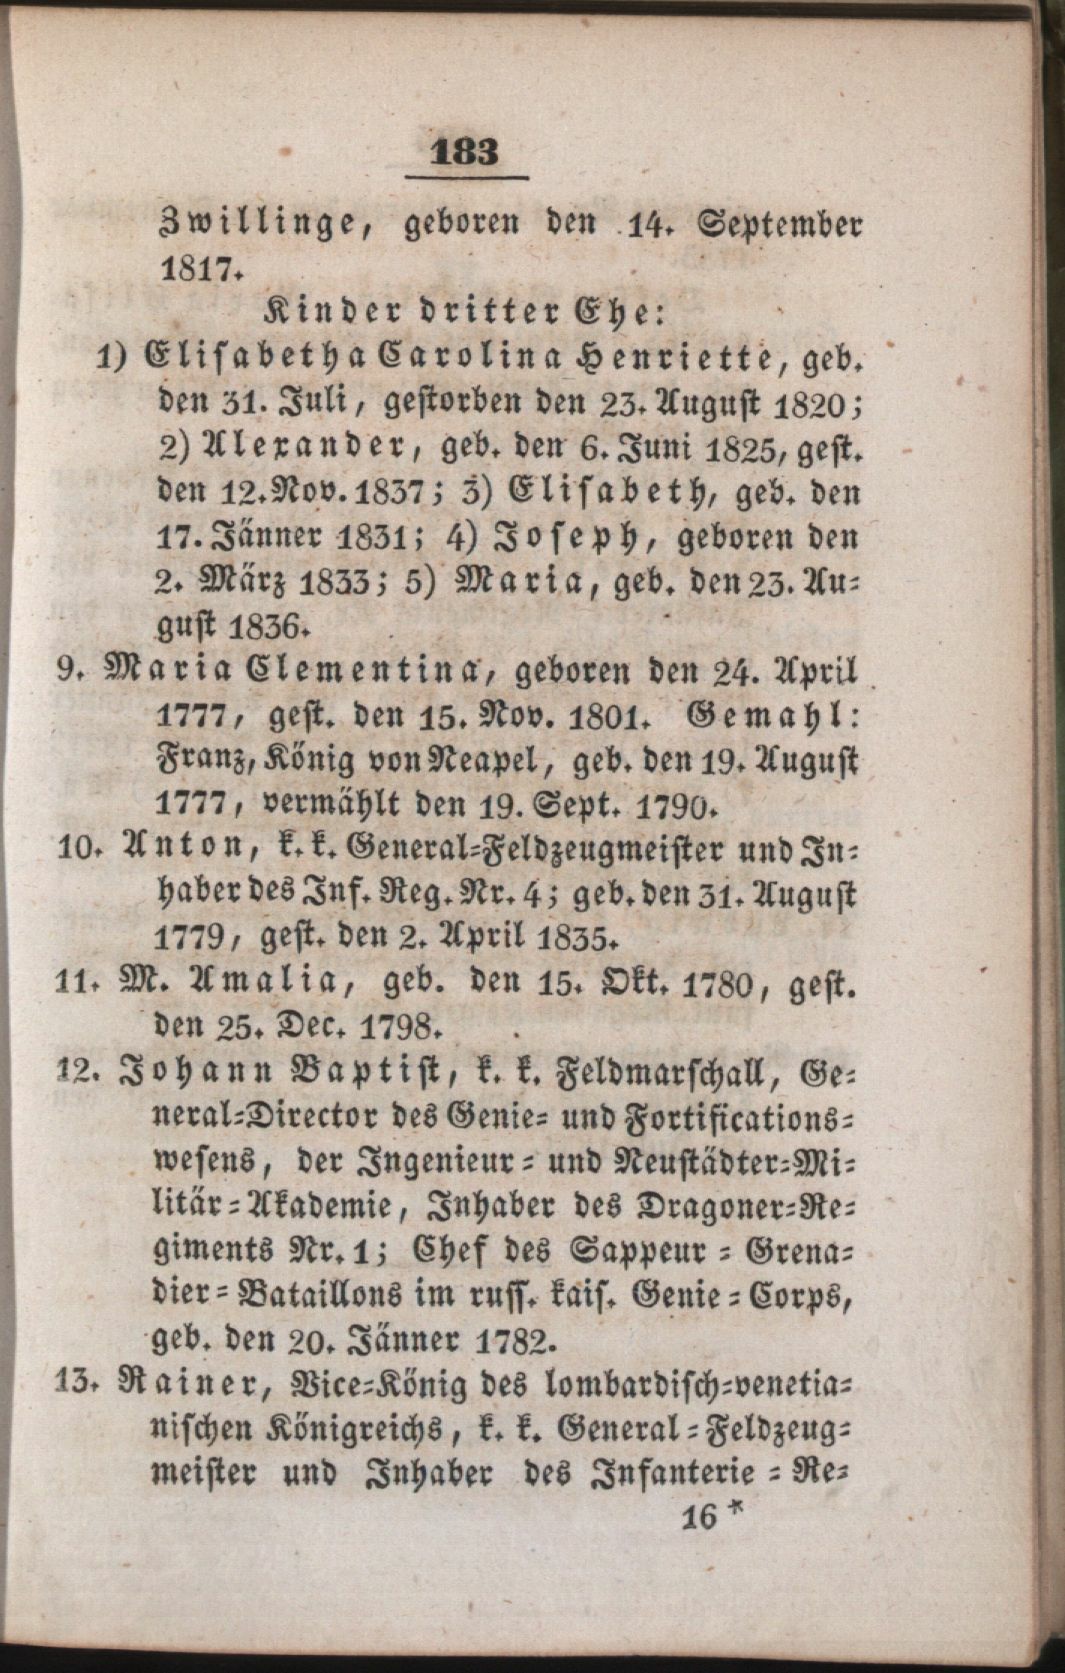 183
Zwillinge, geboren den 14. September
1817.
Kinder dritter Ehe:
1) Elisabetha Carolina Henriette, geb.
den 31. Juli, gestorben den 23. August 1820;
2) Alexander, geb. den 6. Juni 1825, gest.
den 12. Nov. 1837; 3) Elisabeth, geb. den
17. Jänner 1831; 4) Joseph, geboren den
2. März 1833; 5) Maria, geb. den 23. Au-
gust 1836.
9. Maria Clementina, geboren den 24. April
1777, gest. den 15. Nov. 1801. Gemahl:
Franz, König von Neapel, geb. den 19. August
1777, vermählt den 19. Sept. 1790.
10. Anton, k. k. General-Feldzeugmeister und In-
haber des Inf. Reg. Nr. 4; geb. den 31. August
1779, gest. den 2. April 1835.
11. M. Amalia, geb. den 15. Okt. 1780, gest.
den 25. Dec. 1798.
12. Johann Baptist, k. k. Feldmarschall, Ge-
neral-Director des Genie- und Fortifications-
wesens, der Ingenieur- und Neustädter-Mi-
litär-Akademie, Inhaber des Dragoner-Re-
giments Nr. 1; Chef des Sappeur-Grena-
dier-Bataillons im russ. kais. Genie-Corps,
geb. den 20. Jänner 1782.
13. Rainer, Vice-König des lombardisch-venetia-
nischen Königreichs, k. k. General-Feldzeug-
meister und Inhaber des Infanterie-Re-
16*